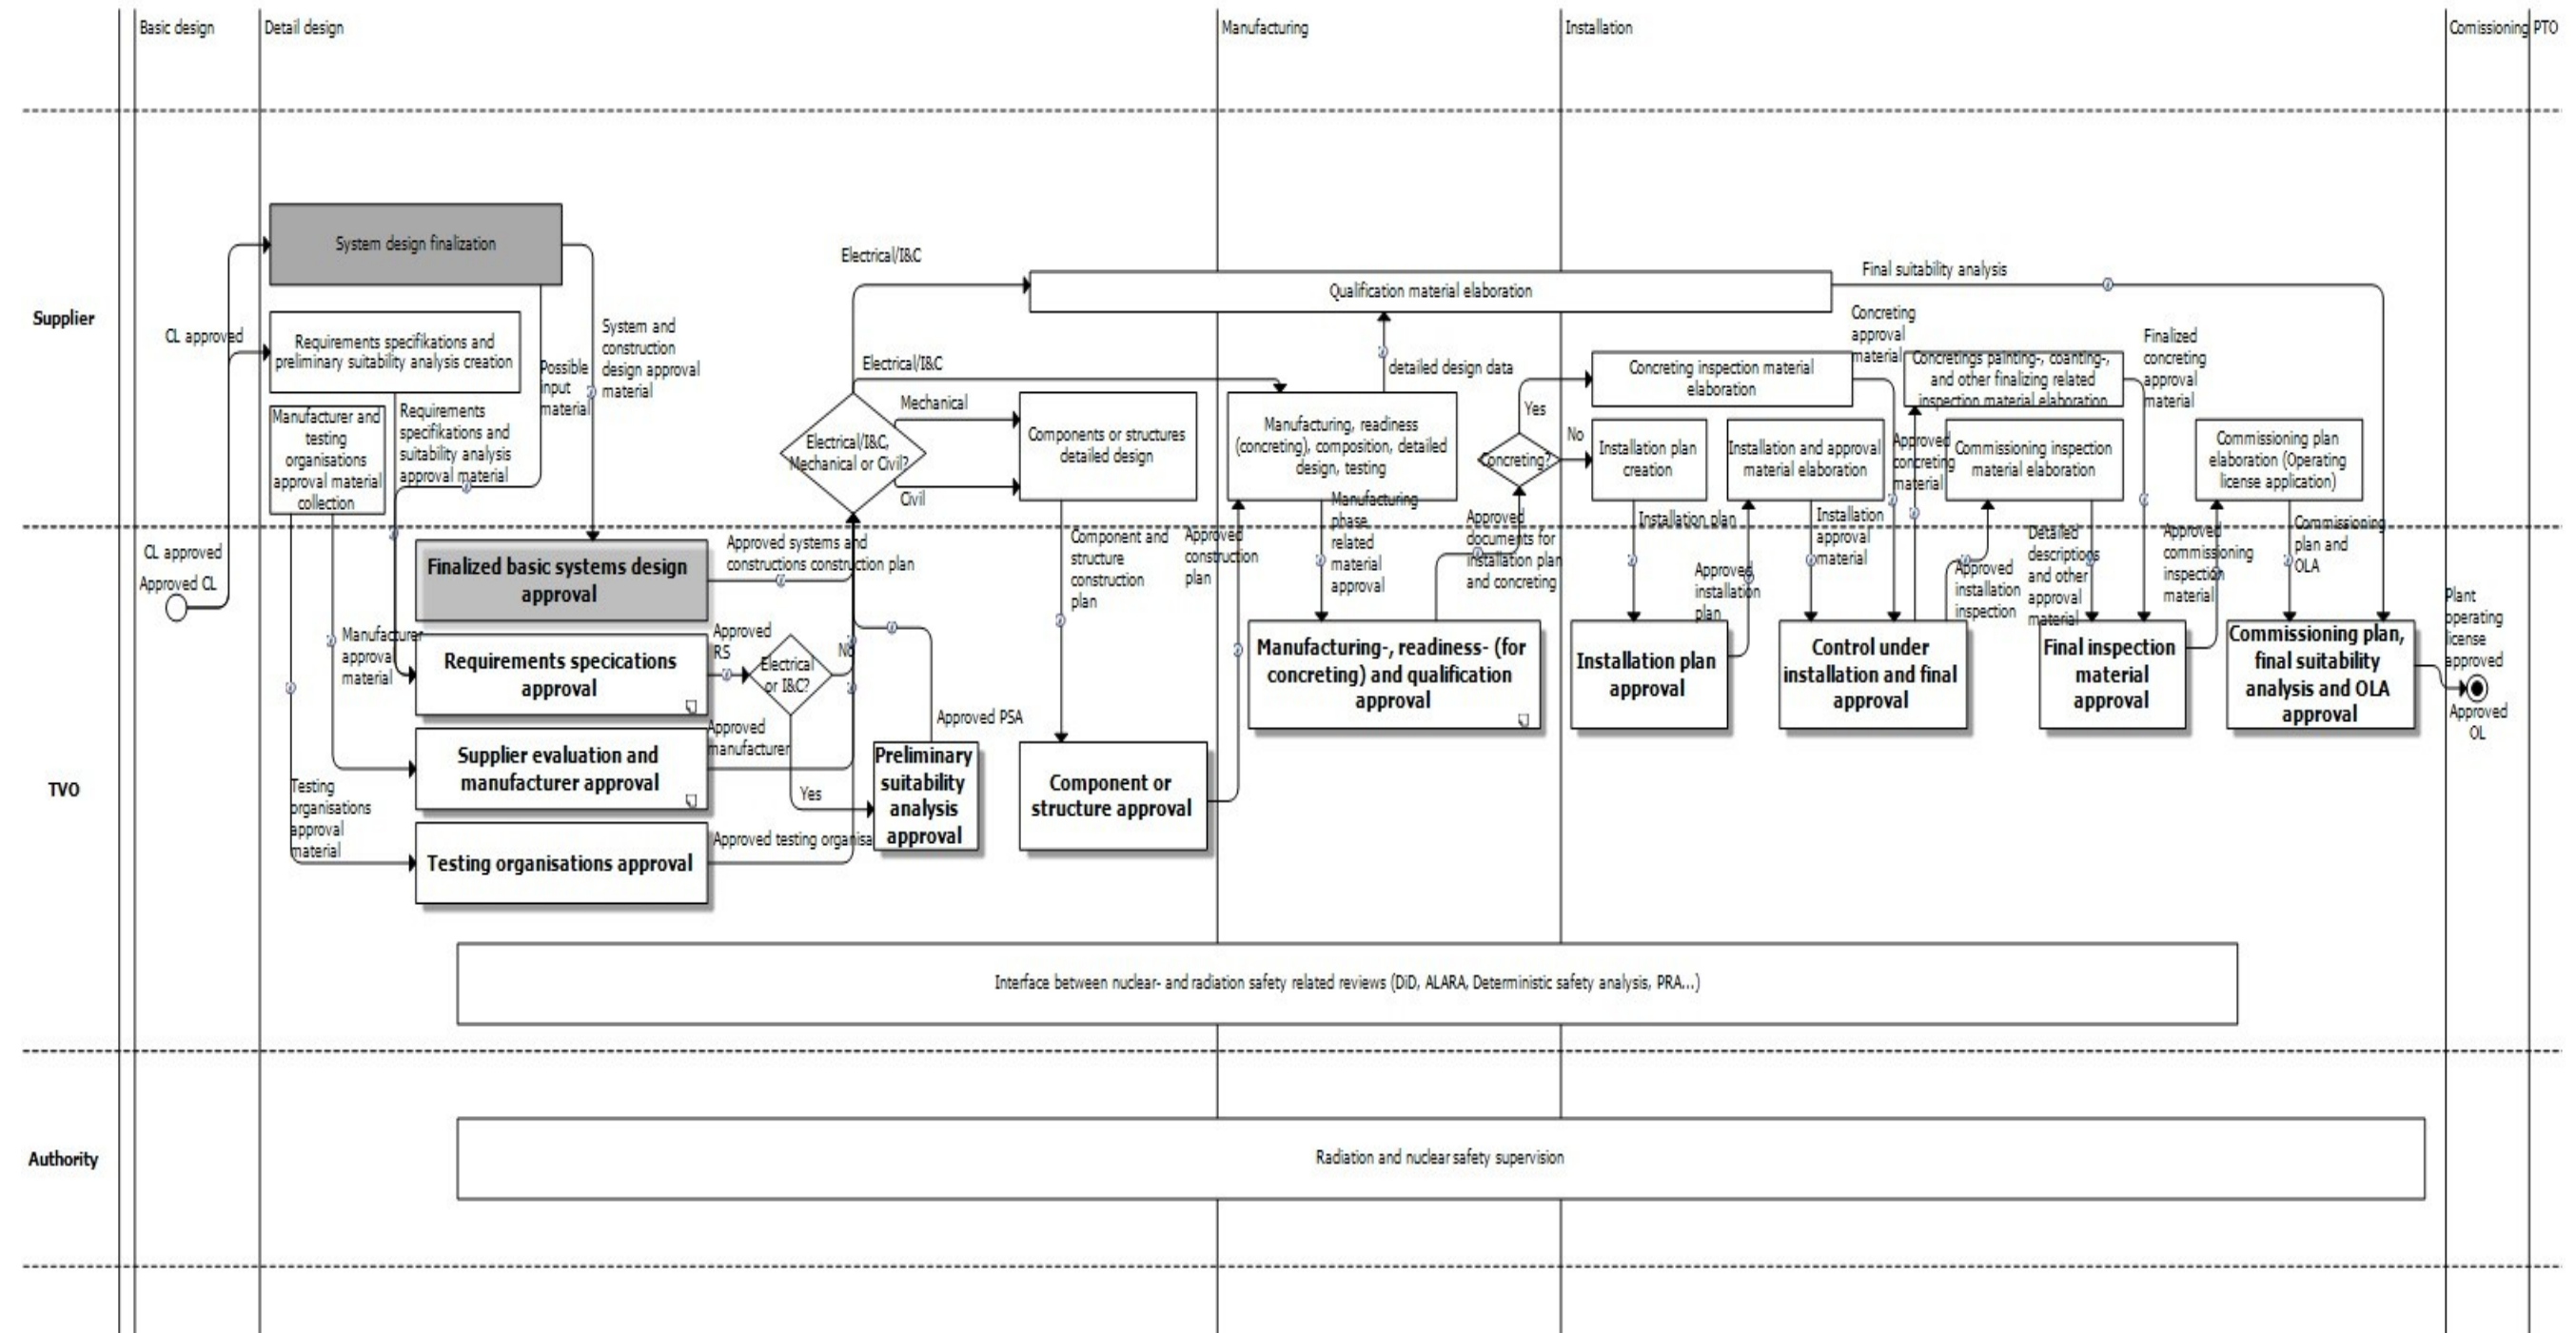 Basic design
Detail design
Manufacturing
Installation
Comissioning
PTO
Supplier
System design finalization
CL approved
Requirements specifikations and
preliminary suitability analysis creation
Manufacturer and
testing
organisations
approval material
collection
Requirements
specifikations and
suitability analysis
approval material
Possible
input
material
System and
construction
design approval
material
Electrical/I&C
Electrical/I&C
Mechanical
Civil
Electrical/I&C,
Mechanical or Civil?
Components or structures
detailed design
Qualification material elaboration
detailed design data
Manufacturing, readiness
(concreting), composition, detailed
design, testing
Concreting?
Yes
No
Final suitability analysis
Concreting inspection material
elaboration
Concreting
approval
material
Concretings painting-, coanting-,
and other finalizing related
inspection material elaboration
Finalized
concreting
approval
material
Installation plan
creation
Installation and approval
material elaboration
Approved
concreting
material
Commissioning inspection
material elaboration
Commissioning plan
elaboration (Operating
license application)
TVO
CL approved
Approved CL
Finalized basic systems design
approval
Approved systems and
constructions construction plan
Manufacturer
approval
material
Requirements specications
approval
Approved
RS
Electrical
or I&C?
No
Yes
Supplier evaluation and
manufacturer approval
Approved
manufacturer
Testing
organisations
approval
material
Testing organisations approval
Approved testing organisa
Approved PSA
Preliminary
suitability
analysis
approval
Component and
structure
construction
plan
Component or
structure approval
Approved
construction
plan
Manufacturing
phase
related
material
approval
Approved
documents for
installation plan
and concreting
Manufacturing-, readiness- (for
concreting) and qualification
approval
Installation plan
Installation plan
approval
Approved
installation
plan
Installation
approval
material
Control under
installation and final
approval
Approved
installation
inspection
Detailed
descriptions
and other
approval
material
Final inspection
material
approval
Approved
commissioning
inspection
material
Commissioning
plan and
OLA
Commissioning plan,
final suitability
analysis and OLA
approval
Plant
operating
license
approved
Approved
OL
Interface between nuclear- and radiation safety related reviews (DiD, ALARA, Deterministic safety analysis, PRA...)
Authority
Radiation and nuclear safety supervision